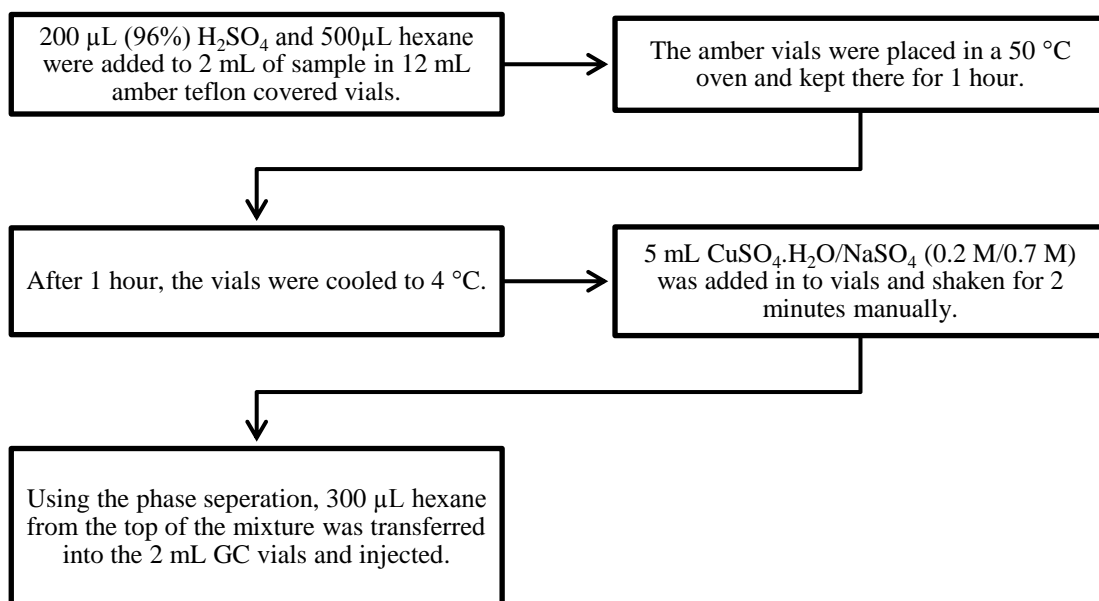 200 µL (96%) H₂SO₄ and 500µL hexane
were added to 2 mL of sample in 12 mL
amber teflon covered vials.
The amber vials were placed in a 50 °C
oven and kept there for 1 hour.
After 1 hour, the vials were cooled to 4 °C.
5 mL CuSO₄.H₂O/NaSO₄ (0.2 M/0.7 M)
was added in to vials and shaken for 2
minutes manually.
Using the phase seperation, 300 µL hexane
from the top of the mixture was transferred
into the 2 mL GC vials and injected.